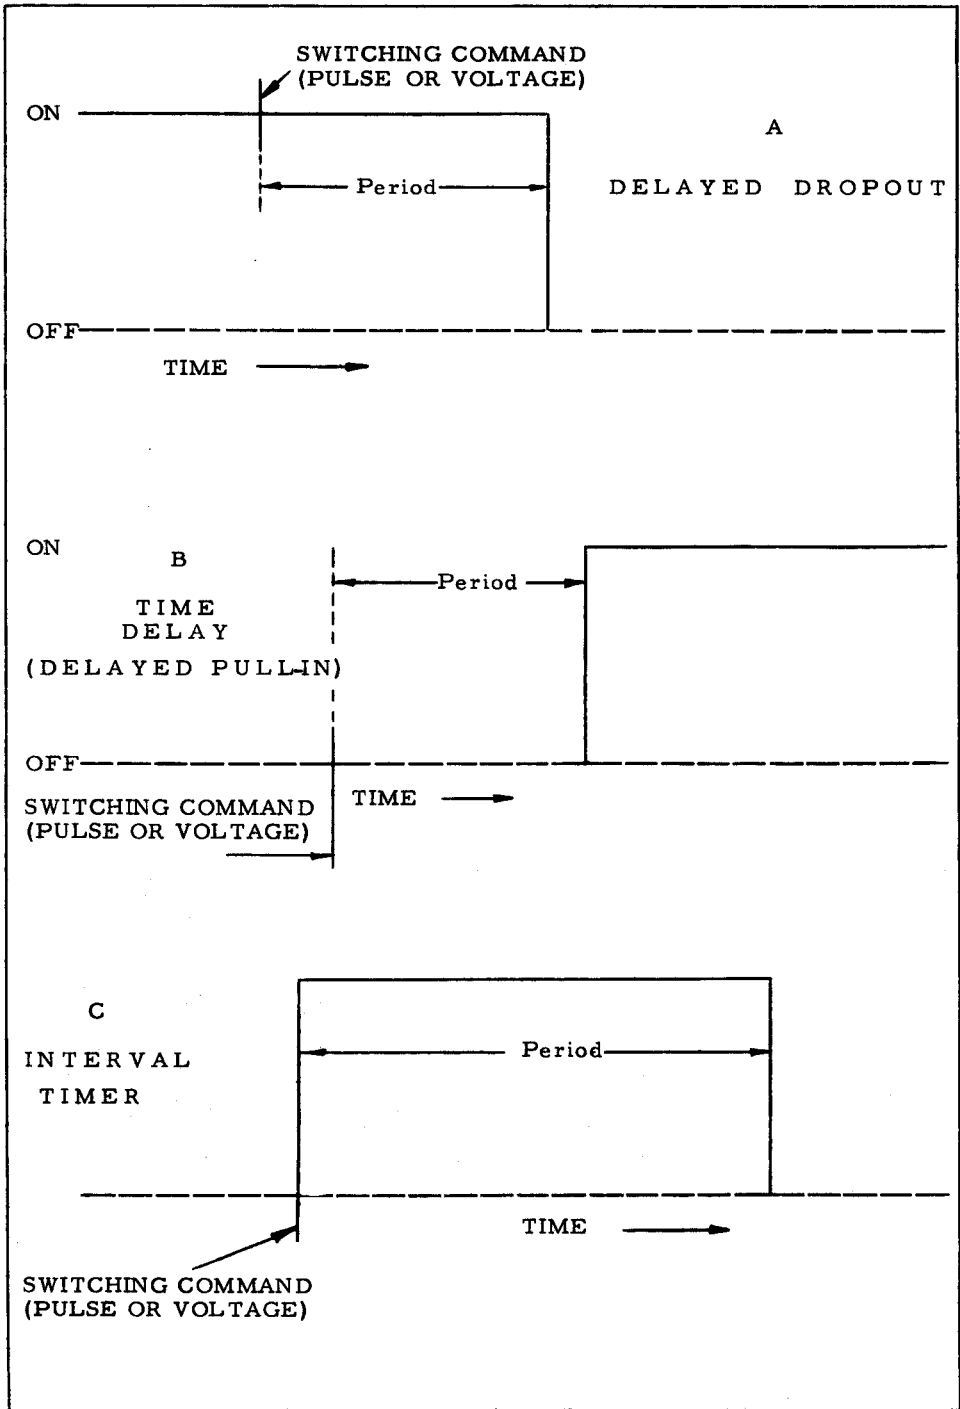 SWITCHING COMMAND
(PULSE OR VOLTAGE)
ON
A
Period
DELAYED DROPOUT
OFF
TIME
ON
B
Period
TIME
DELAY
(DELAYED PULL-IN)
OFF
TIME
SWITCHING COMMAND
(PULSE OR VOLTAGE)
C
INTERVAL
TIMER
Period
TIME
SWITCHING COMMAND
(PULSE OR VOLTAGE)